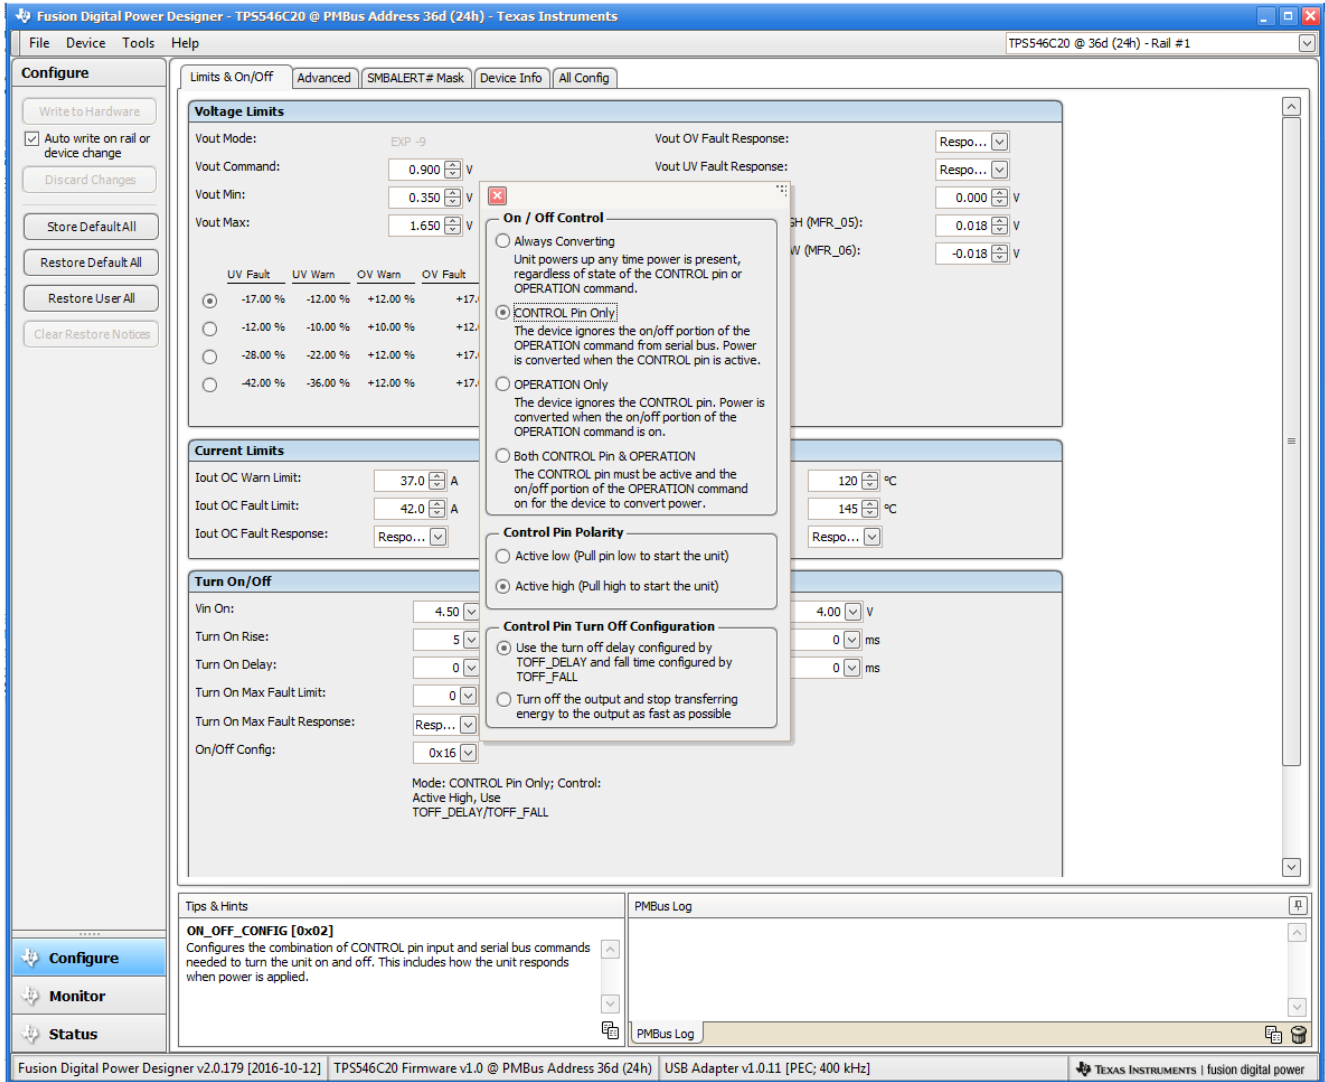 Fusion Digital Power Designer - TPS546C20 @ PMBus Address 36d (24h) - Texas Instruments
File Device Tools Help
TPS546C20 @ 36d (24h) - Rail #1
Configure
Write to Hardware
Auto write on rail or
device change
Discard Changes
Store Default All
Restore Default All
Restore User All
Clear Restore Notices
Limits & On/Off Advanced SMBALERT# Mask Device Info All Config
Voltage Limits
Vout Mode: EXP -9 Vout OV Fault Response: Respo...
Vout Command: 0.900 V Vout UV Fault Response: Respo...
Vout Min: 0.350 V 0.000 V
Vout Max: 1.650 V GH (MFR_05): 0.018 V
W (MFR_06): -0.018 V
UV Fault UV Warn OV Warn OV Fault
-17.00 % -12.00 % +12.00 % +17.
-12.00 % -10.00 % +10.00 % +12.
-28.00 % -22.00 % +12.00 % +17.
-42.00 % -36.00 % +12.00 % +17.
On / Off Control
Always Converting
Unit powers up any time power is present,
regardless of state of the CONTROL pin or
OPERATION command.
CONTROL Pin Only
The device ignores the on/off portion of the
OPERATION command from serial bus. Power
is converted when the CONTROL pin is active.
OPERATION Only
The device ignores the CONTROL pin. Power is
converted when the on/off portion of the
OPERATION command is on.
Both CONTROL Pin & OPERATION
The CONTROL pin must be active and the
on/off portion of the OPERATION command
on for the device to convert power.
Control Pin Polarity
Active low (Pull pin low to start the unit)
Active high (Pull high to start the unit)
Control Pin Turn Off Configuration
Use the turn off delay configured by
TOFF_DELAY and fall time configured by
TOFF_FALL
Turn off the output and stop transferring
energy to the output as fast as possible
Current Limits
Iout OC Warn Limit: 37.0 A 120 °C
Iout OC Fault Limit: 42.0 A 145 °C
Iout OC Fault Response: Respo... Respo...
Turn On/Off
Vin On: 4.50 4.00 V
Turn On Rise: 5 0 ms
Turn On Delay: 0 0 ms
Turn On Max Fault Limit: 0
Turn On Max Fault Response: Resp...
On/Off Config: 0x16
Mode: CONTROL Pin Only; Control:
Active High, Use
TOFF_DELAY/TOFF_FALL
Tips & Hints
ON_OFF_CONFIG [0x02]
Configures the combination of CONTROL pin input and serial bus commands
needed to turn the unit on and off. This includes how the unit responds
when power is applied.
PMBus Log
PMBus Log
Configure
Monitor
Status
Fusion Digital Power Designer v2.0.179 [2016-10-12] TPS546C20 Firmware v1.0 @ PMBus Address 36d (24h) USB Adapter v1.0.11 [PEC; 400 kHz] TEXAS INSTRUMENTS | fusion digital power